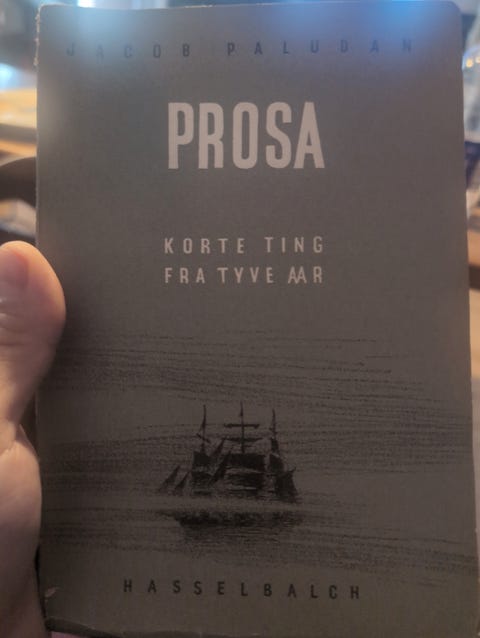 JACOB PALUDAN
PROSA
KORTE TING
FRA TYVE AAR
HASSELBALCH